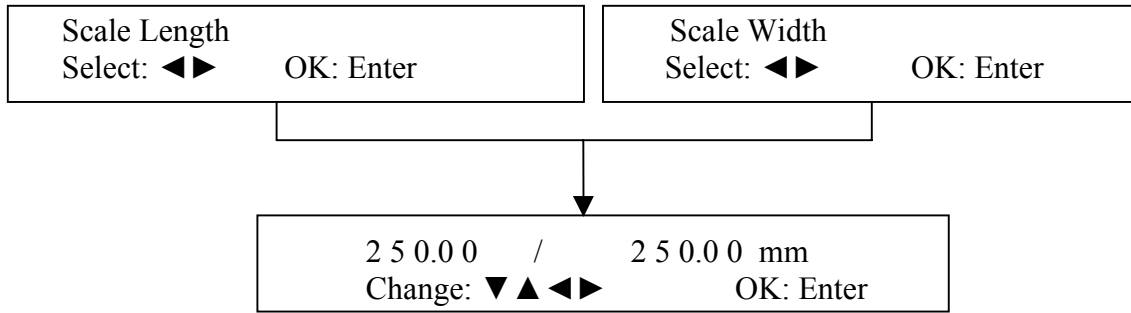 Scale Length
Select: ◀▶ OK: Enter
Scale Width
Select: ◀▶ OK: Enter
2 5 0.0 0 / 2 5 0.0 0 mm
Change: ▼▲◀▶ OK: Enter